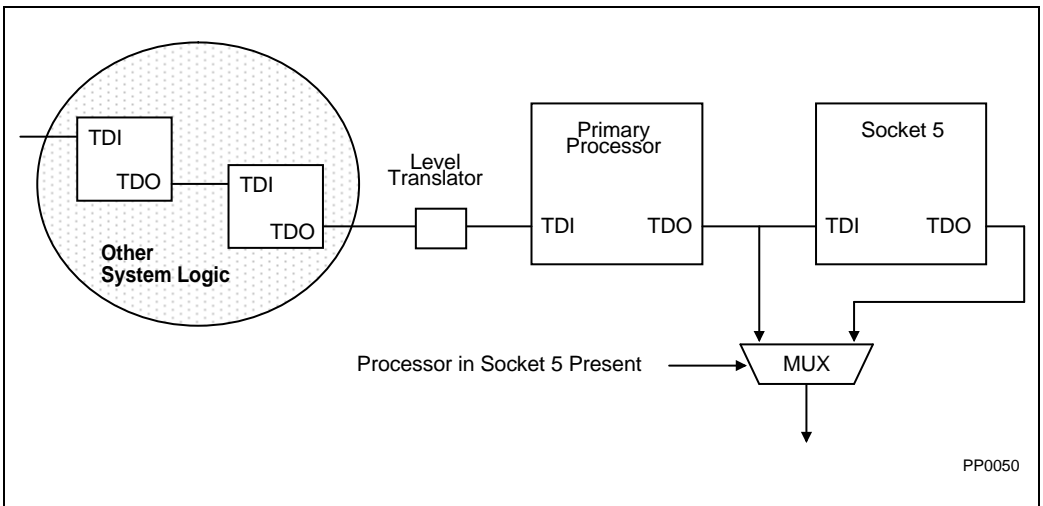 TDI
TDO
TDI
TDO
Other
System Logic
Level
Translator
Primary
Processor
TDI
TDO
Socket 5
TDI
TDO
Processor in Socket 5 Present
MUX
PP0050